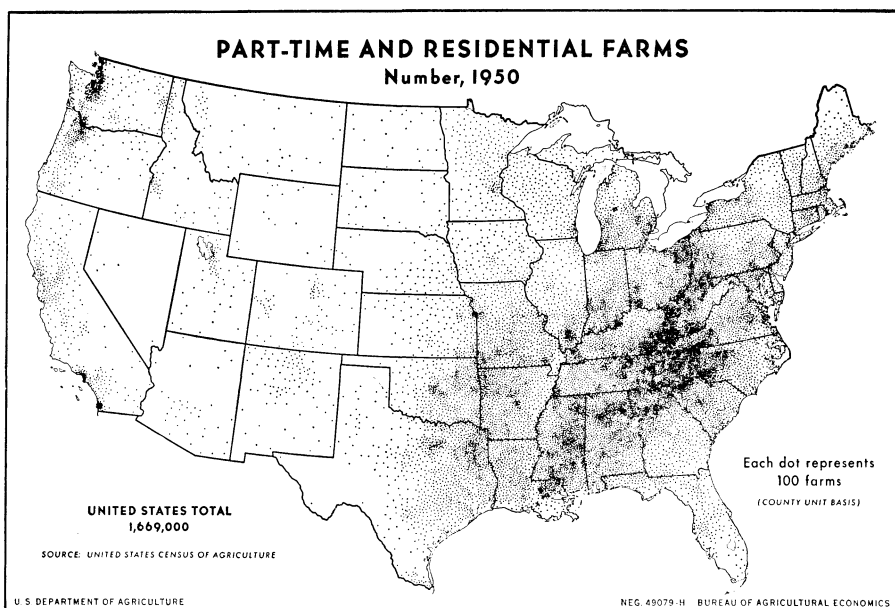 PART-TIME AND RESIDENTIAL FARMS
Number, 1950
Each dot represents
100 farms
(COUNTY UNIT BASIS)
UNITED STATES TOTAL
1,669,000
SOURCE: UNITED STATES CENSUS OF AGRICULTURE
U. S. DEPARTMENT OF AGRICULTURE
NEG. 49079-H BUREAU OF AGRICULTURAL ECONOMICS